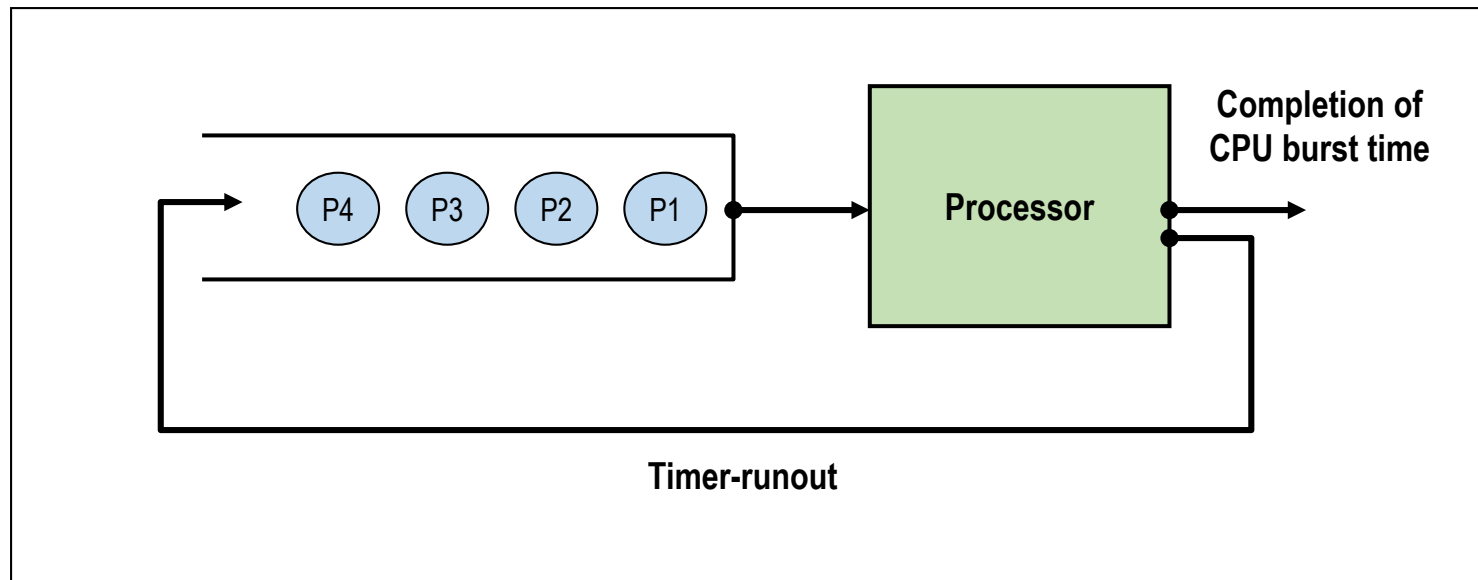 Completion of
CPU burst time
P4 P3 P2 P1
Processor
Timer-runout